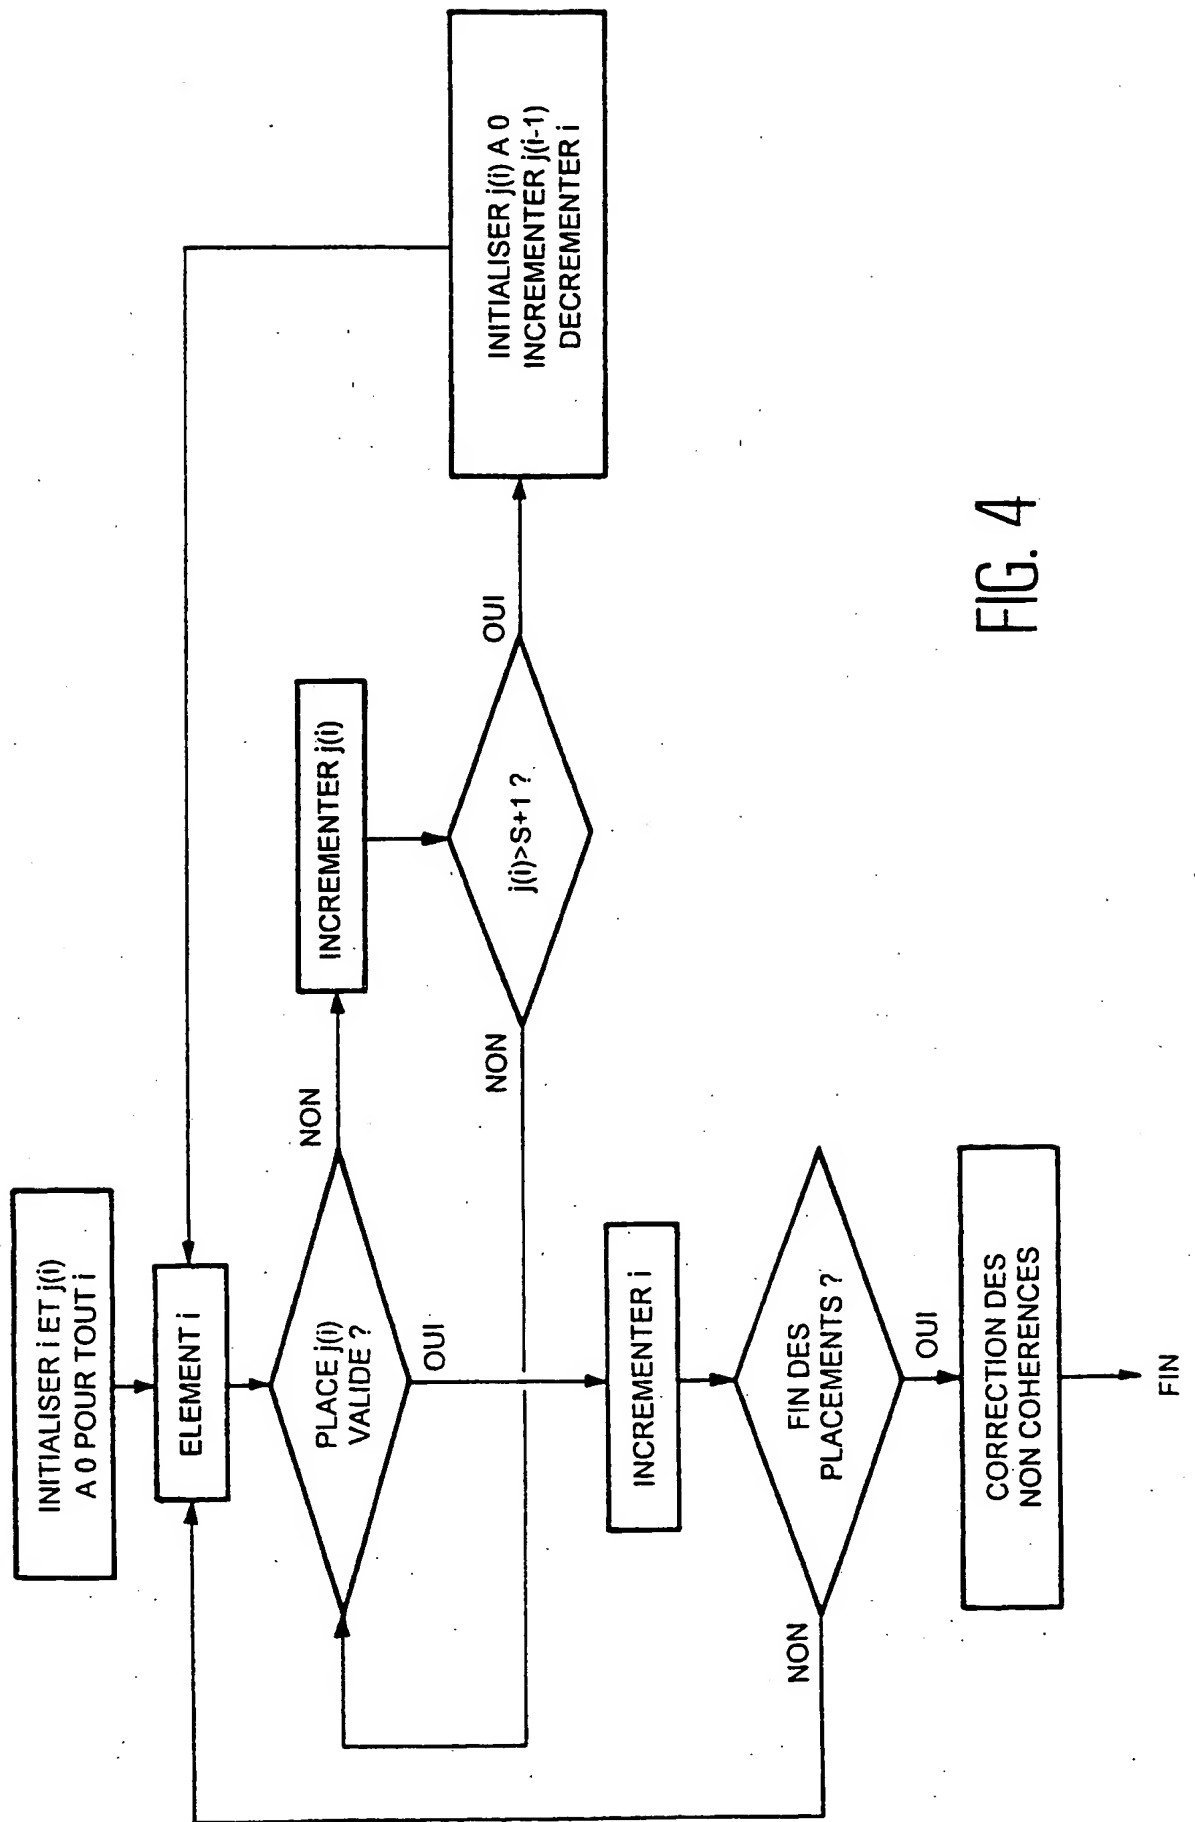 INITIALISER i ET j(i)
A 0 POUR TOUT i
ELEMENT i
PLACE j(i)
VALIDE ?
NON
OUI
INCREMENTER j(i)
j(i)>S+1 ?
OUI
NON
INITIALISER j(i) A 0
INCREMENTER j(i-1)
DECREMENTER i
INCREMENTER i
FIN DES
PLACEMENTS ?
NON
OUI
CORRECTION DES
NON COHERENCES
FIN
FIG. 4